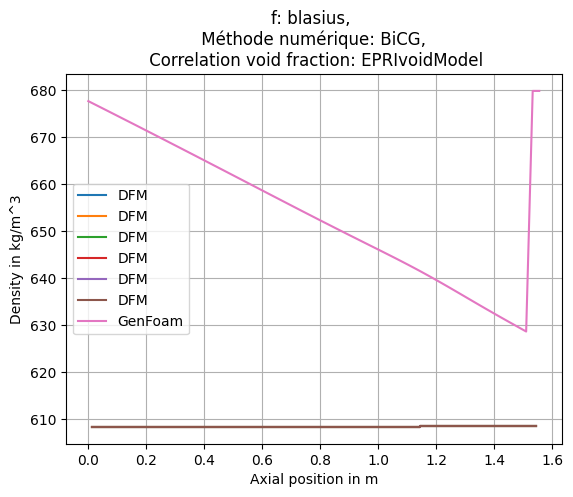 f: blasius,
Méthode numérique: BiCG,
Correlation void fraction: EPRIvoidModel
680
670
660
650
640
630
620
610
Density in kg/m^3
DFM
DFM
DFM
DFM
DFM
DFM
GenFoam
0.0 0.2 0.4 0.6 0.8 1.0 1.2 1.4 1.6
Axial position in m